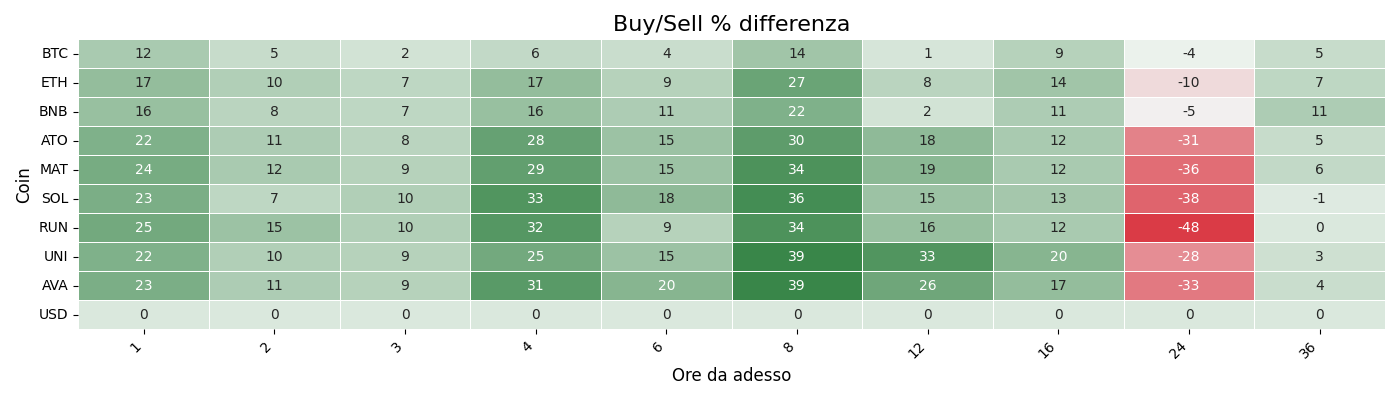 Buy/Sell % differenza
Coin
BTC 12 5 2 6 4 14 1 9 -4 5
ETH 17 10 7 17 9 27 8 14 -10 7
BNB 16 8 7 16 11 22 2 11 -5 11
ATO 22 11 8 28 15 30 18 12 -31 5
MAT 24 12 9 29 15 34 19 12 -36 6
SOL 23 7 10 33 18 36 15 13 -38 -1
RUN 25 15 10 32 9 34 16 12 -48 0
UNI 22 10 9 25 15 39 33 20 -28 3
AVA 23 11 9 31 20 39 26 17 -33 4
USD 0 0 0 0 0 0 0 0 0 0
1 2 3 4 6 8 12 16 24 36
Ore da adesso